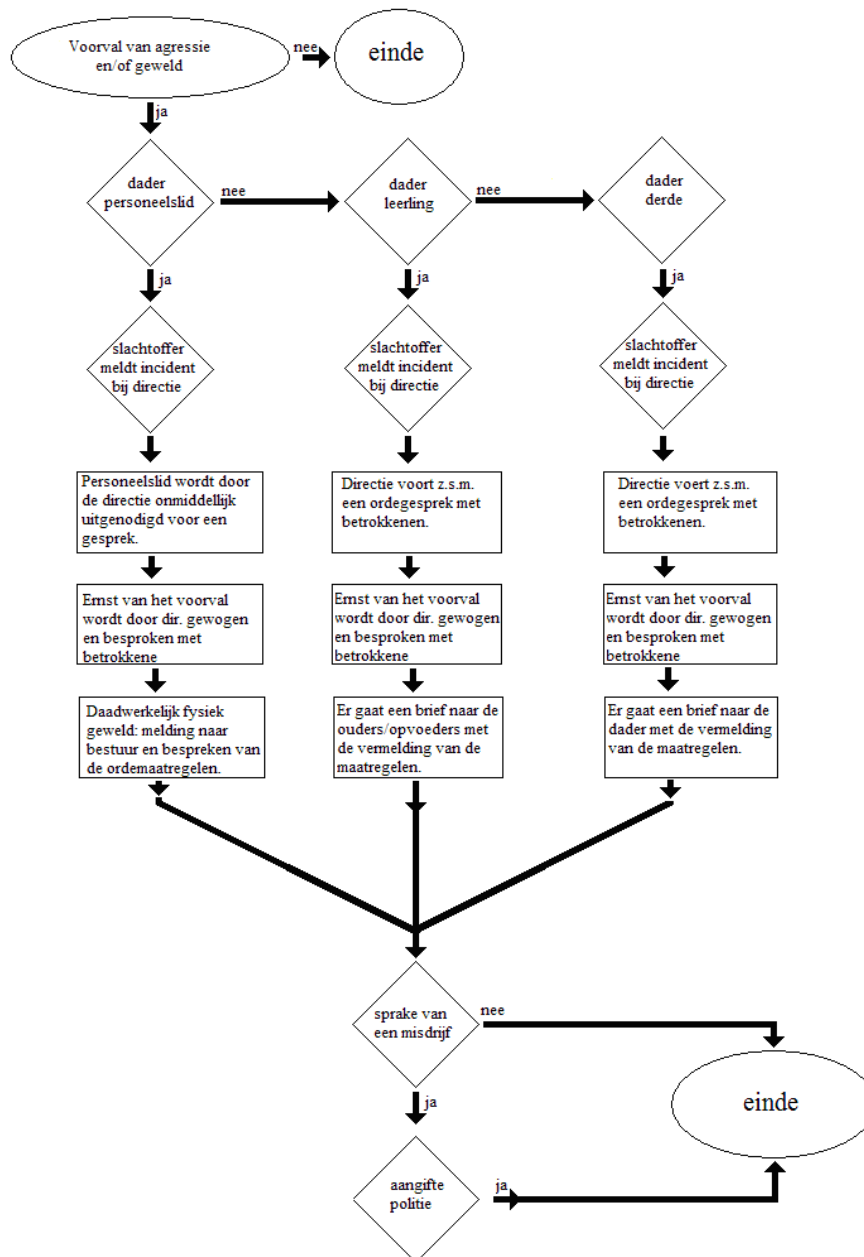 Voorval van agressie
en/of geweld
nee
einde
ja
dader
personeelslid
nee
dader
leerling
nee
dader
derde
ja
ja
ja
slachtoffer
meldt incident
bij directie
slachtoffer
meldt incident
bij directie
slachtoffer
meldt incident
bij directie
Personeelslid wordt door
de directie onmiddellijk
uitgenodigd voor een
gesprek.
Directie voert z.s.m.
een ordegesprek met
betrokkenen.
Directie voert z.s.m.
een ordegesprek met
betrokkenen.
Ernst van het voorval
wordt door dir. gewogen
en besproken met
betrokkene
Ernst van het voorval
wordt door dir. gewogen
en besproken met
betrokkene
Ernst van het voorval
wordt door dir. gewogen
en besproken met
betrokkene
Daadwerkelijk fysiek
geweld: melding naar
bestuur en bespreken van
de ordemaatregelen.
Er gaat een brief naar de
ouders/opvoeders met
de vermelding van de
maatregelen.
Er gaat een brief naar de
dader met de vermelding
van de maatregelen.
sprake van
een misdrijf
nee
einde
ja
aangifte
politie
ja